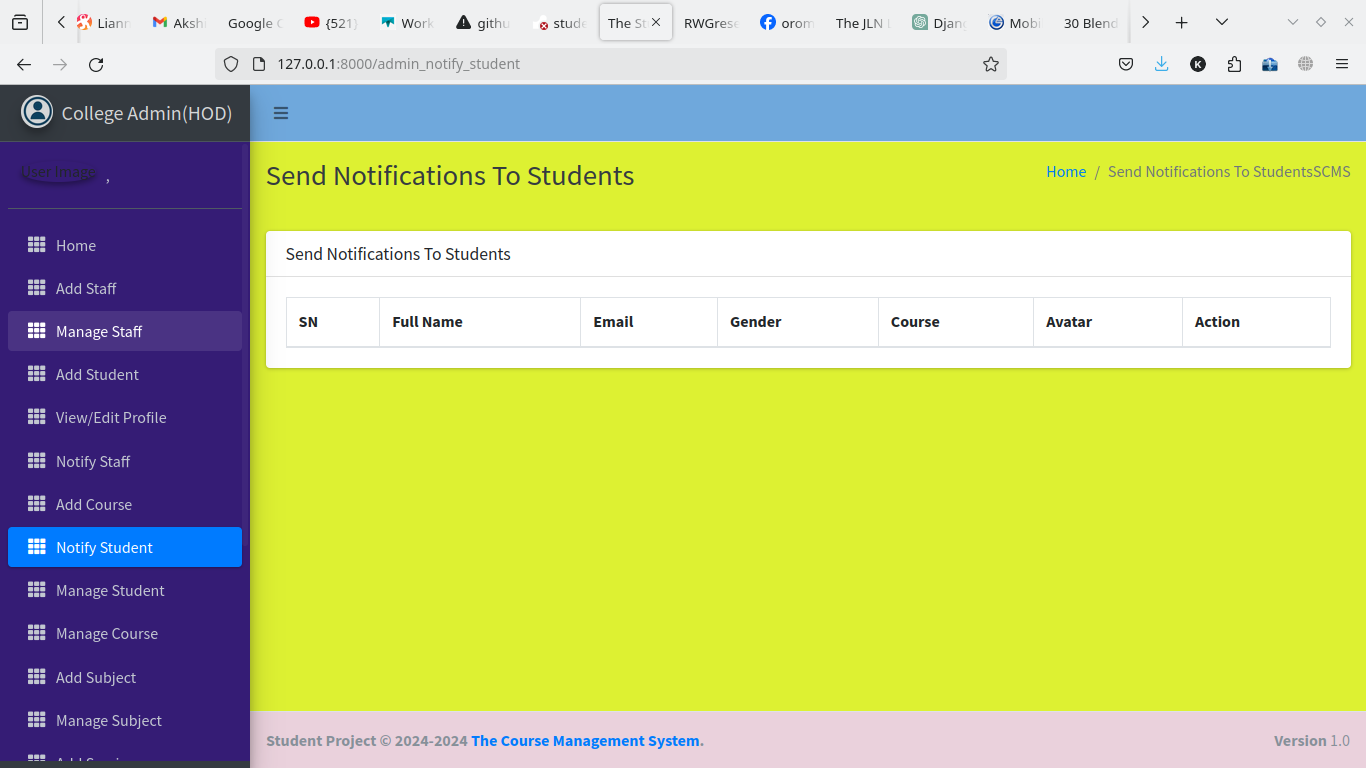 Liann
Akshi
Google C
{521}
Work
githu
stude
The St
RWGrese
orom
The JLN L
Djang
Mobi
30 Blend
127.0.0.1:8000/admin_notify_student
K
College Admin(HOD)
User Image ,
Send Notifications To Students
Home / Send Notifications To StudentsSCMS
Home
Add Staff
Manage Staff
Add Student
View/Edit Profile
Notify Staff
Add Course
Notify Student
Manage Student
Manage Course
Add Subject
Manage Subject
Send Notifications To Students
SN Full Name Email Gender Course Avatar Action
Student Project © 2024-2024 The Course Management System.
Version 1.0